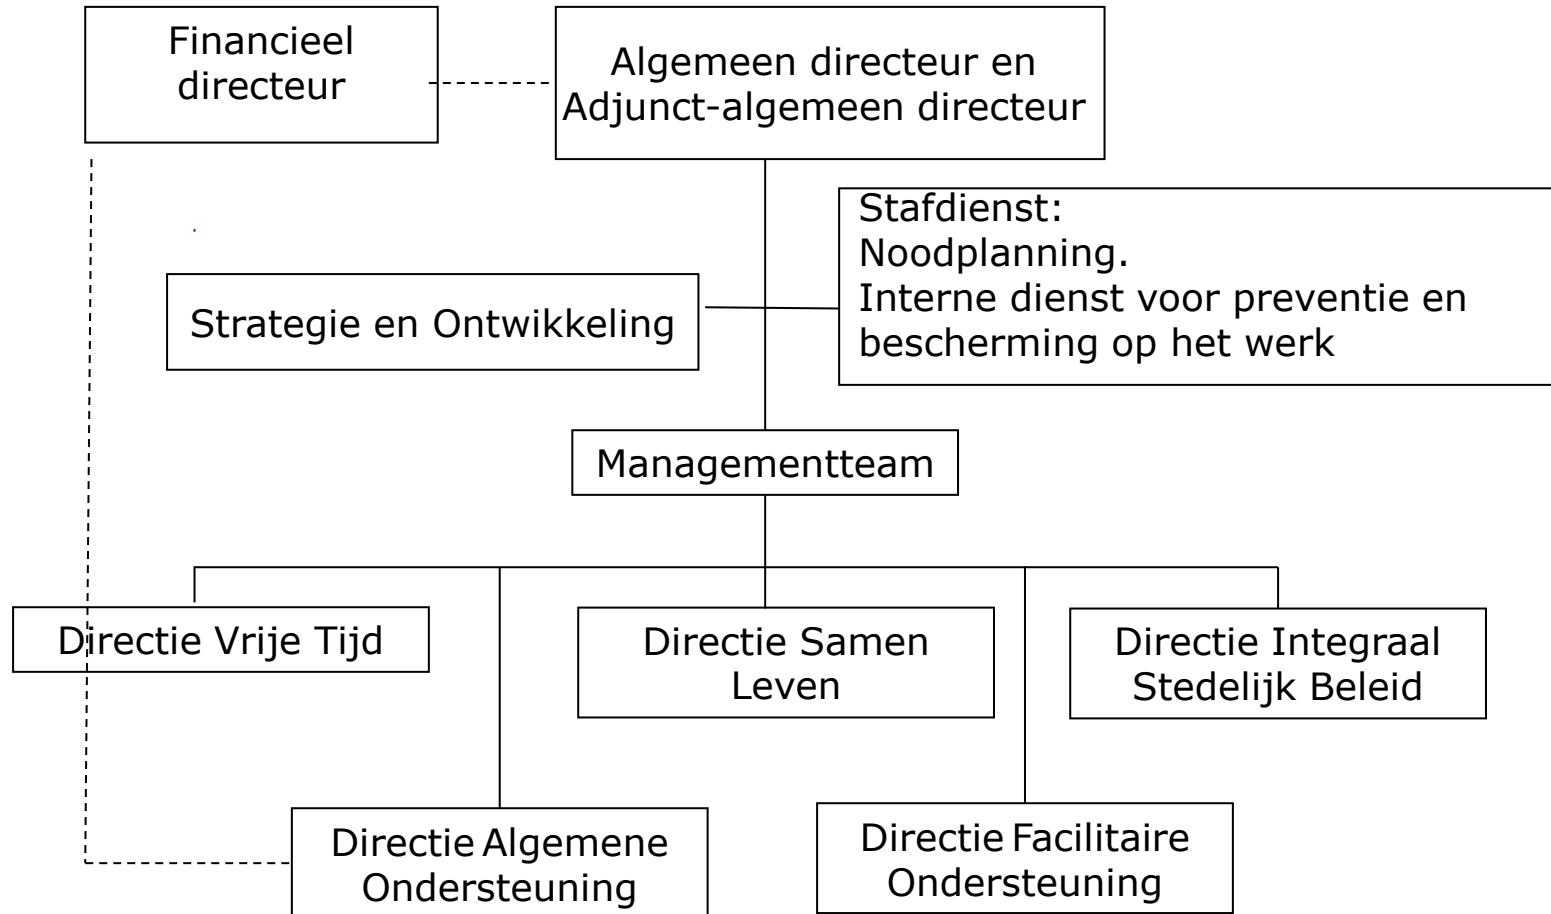 Financieel
directeur
Algemeen directeur en
Adjunct-algemeen directeur
Stafdienst:
Noodplanning.
Interne dienst voor preventie en
bescherming op het werk
Strategie en Ontwikkeling
Managementteam
Directie Vrije Tijd
Directie Samen
Leven
Directie Integraal
Stedelijk Beleid
Directie Algemene
Ondersteuning
Directie Facilitaire
Ondersteuning